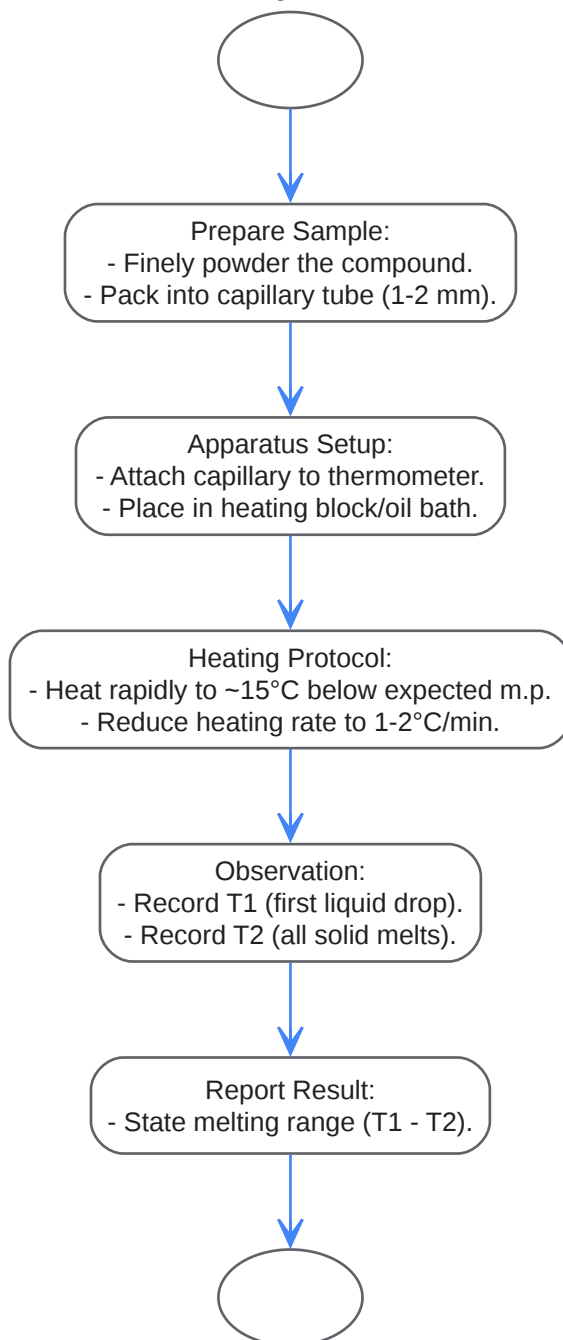 Prepare Sample:
- Finely powder the compound.
- Pack into capillary tube (1-2 mm).
Apparatus Setup:
- Attach capillary to thermometer.
- Place in heating block/oil bath.
Heating Protocol:
- Heat rapidly to ~15°C below expected m.p.
- Reduce heating rate to 1-2°C/min.
Observation:
- Record T1 (first liquid drop).
- Record T2 (all solid melts).
Report Result:
- State melting range (T1 - T2).